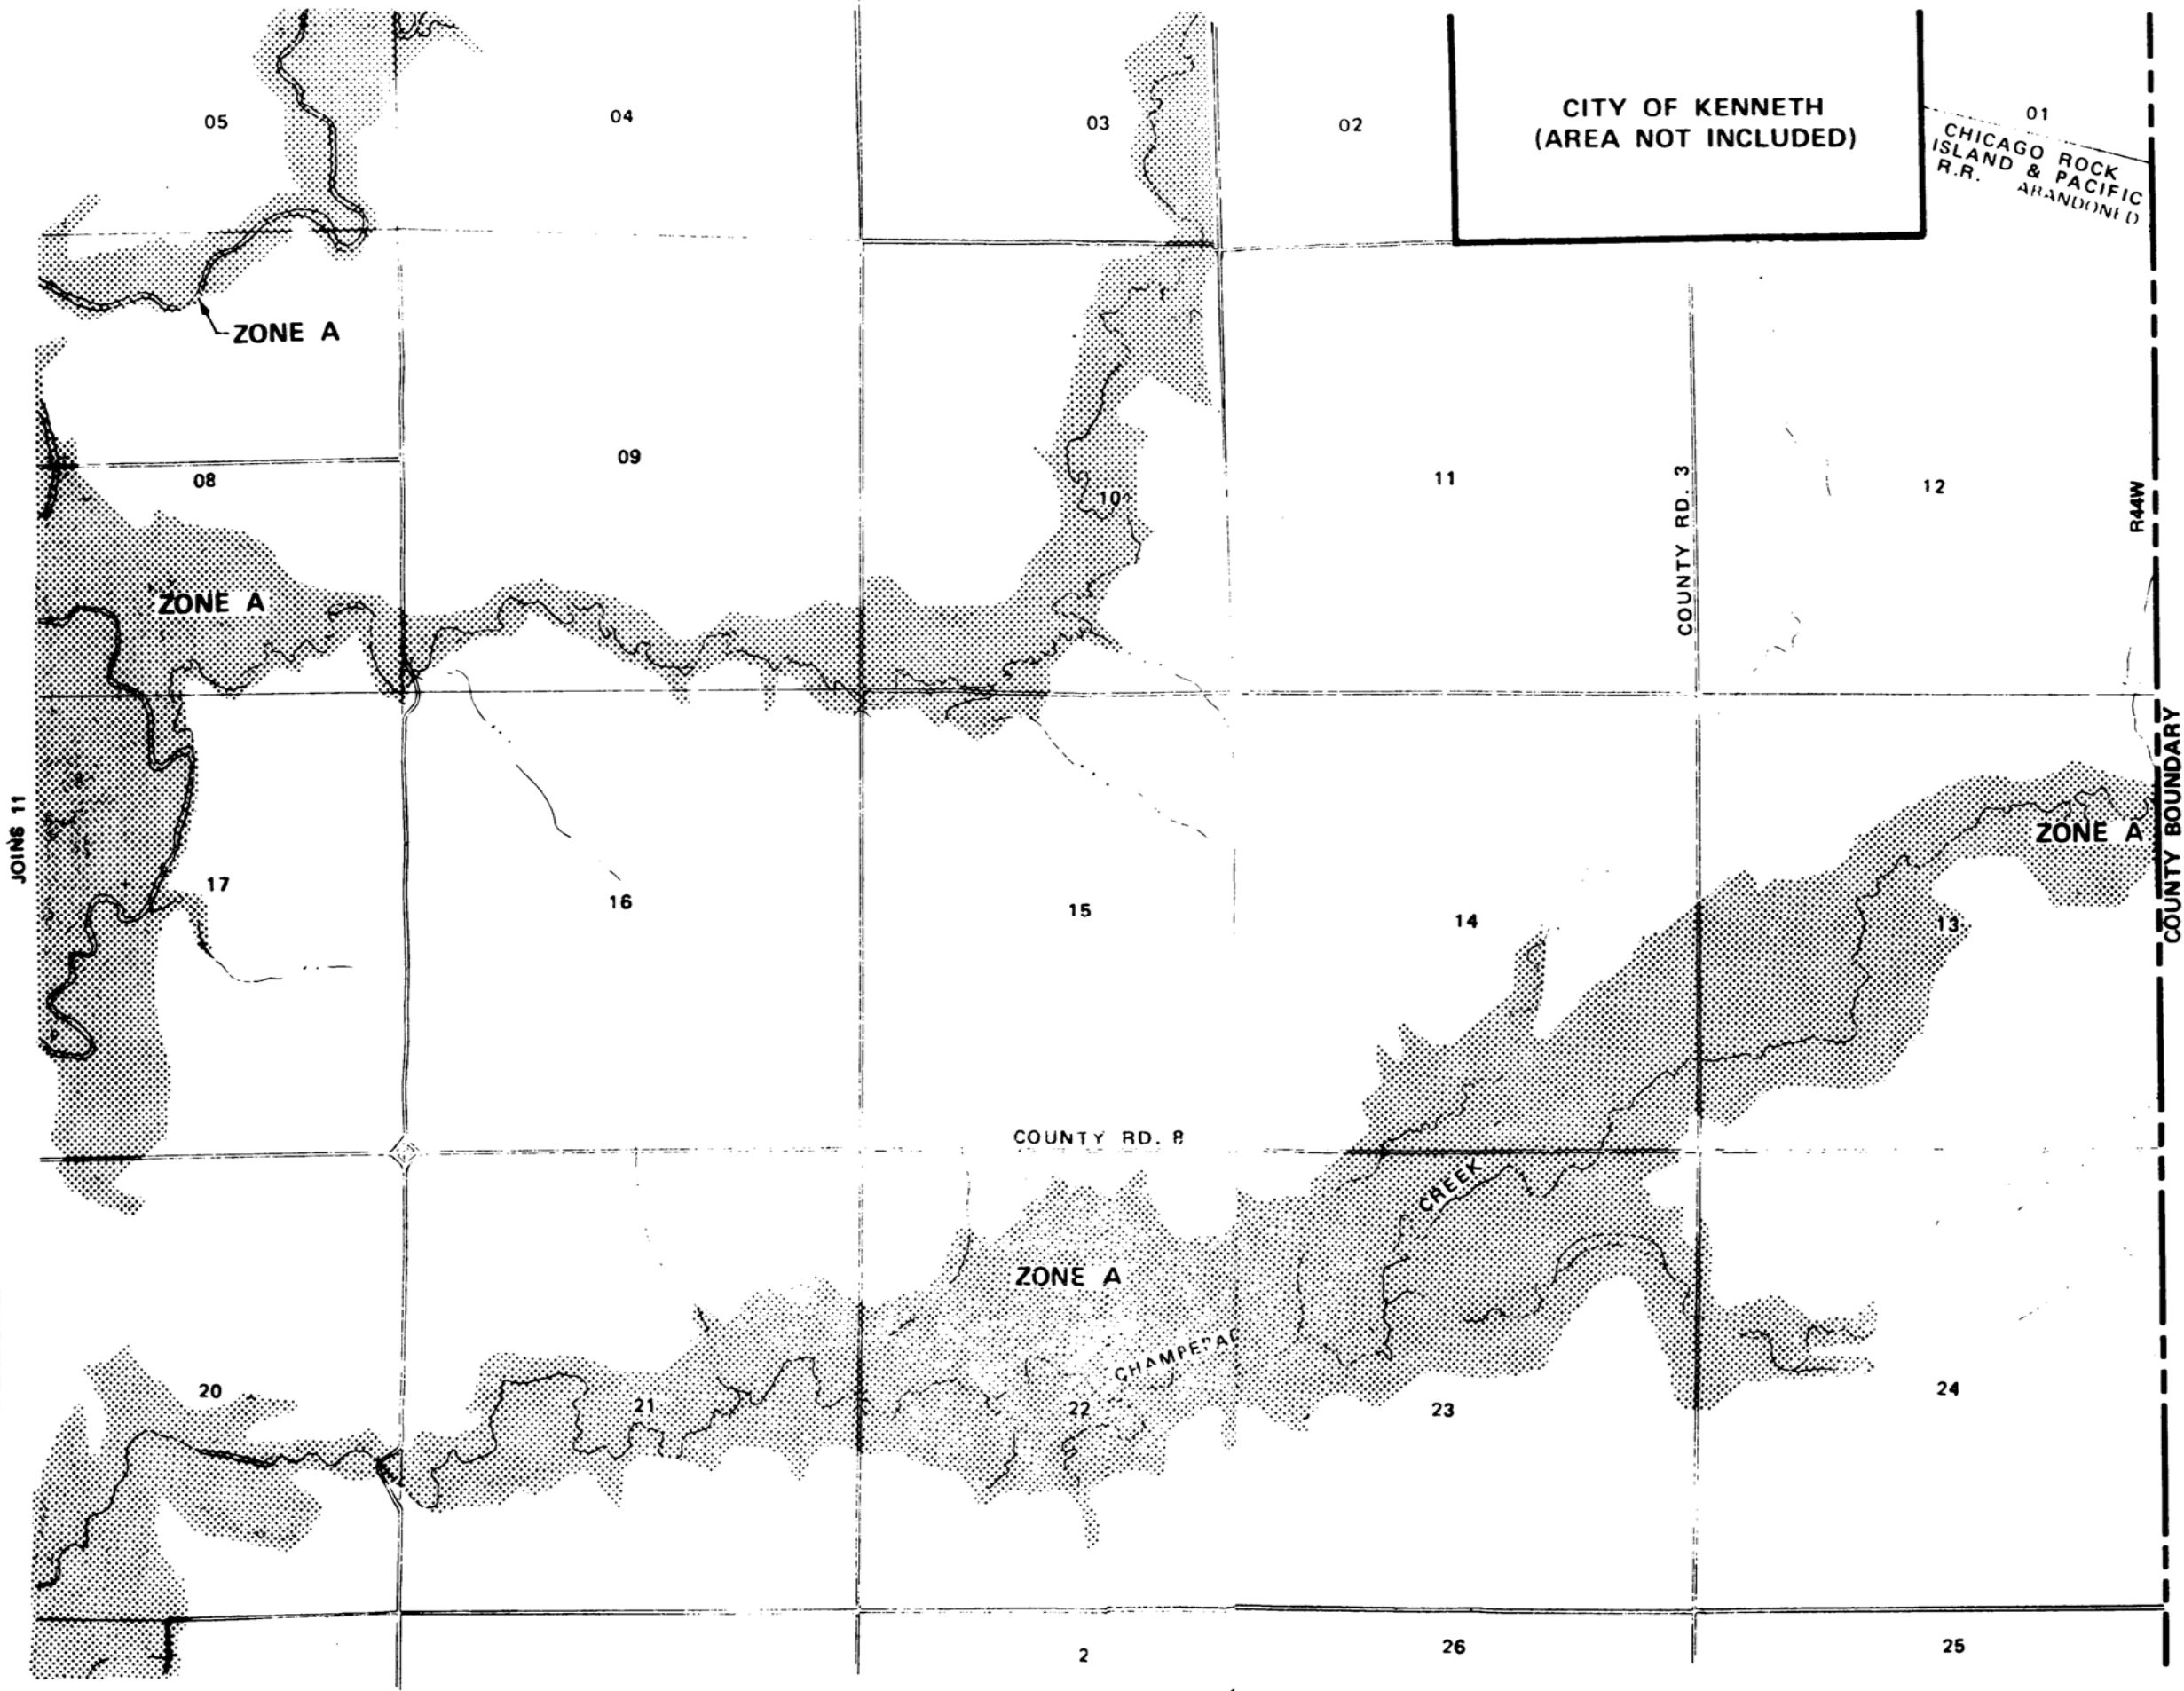 05
04
03
02
CITY OF KENNETH
(AREA NOT INCLUDED)
01
CHICAGO ROCK
ISLAND & PACIFIC
R.R. ABANDONED
ZONE A
08
09
10
11
COUNTY RD. 3
12
R44W
ZONE A
JOINS 11
17
16
15
14
13
ZONE A
COUNTY BOUNDARY
COUNTY RD. 8
CREEK
ZONE A
20
21
22
23
24
2
26
25